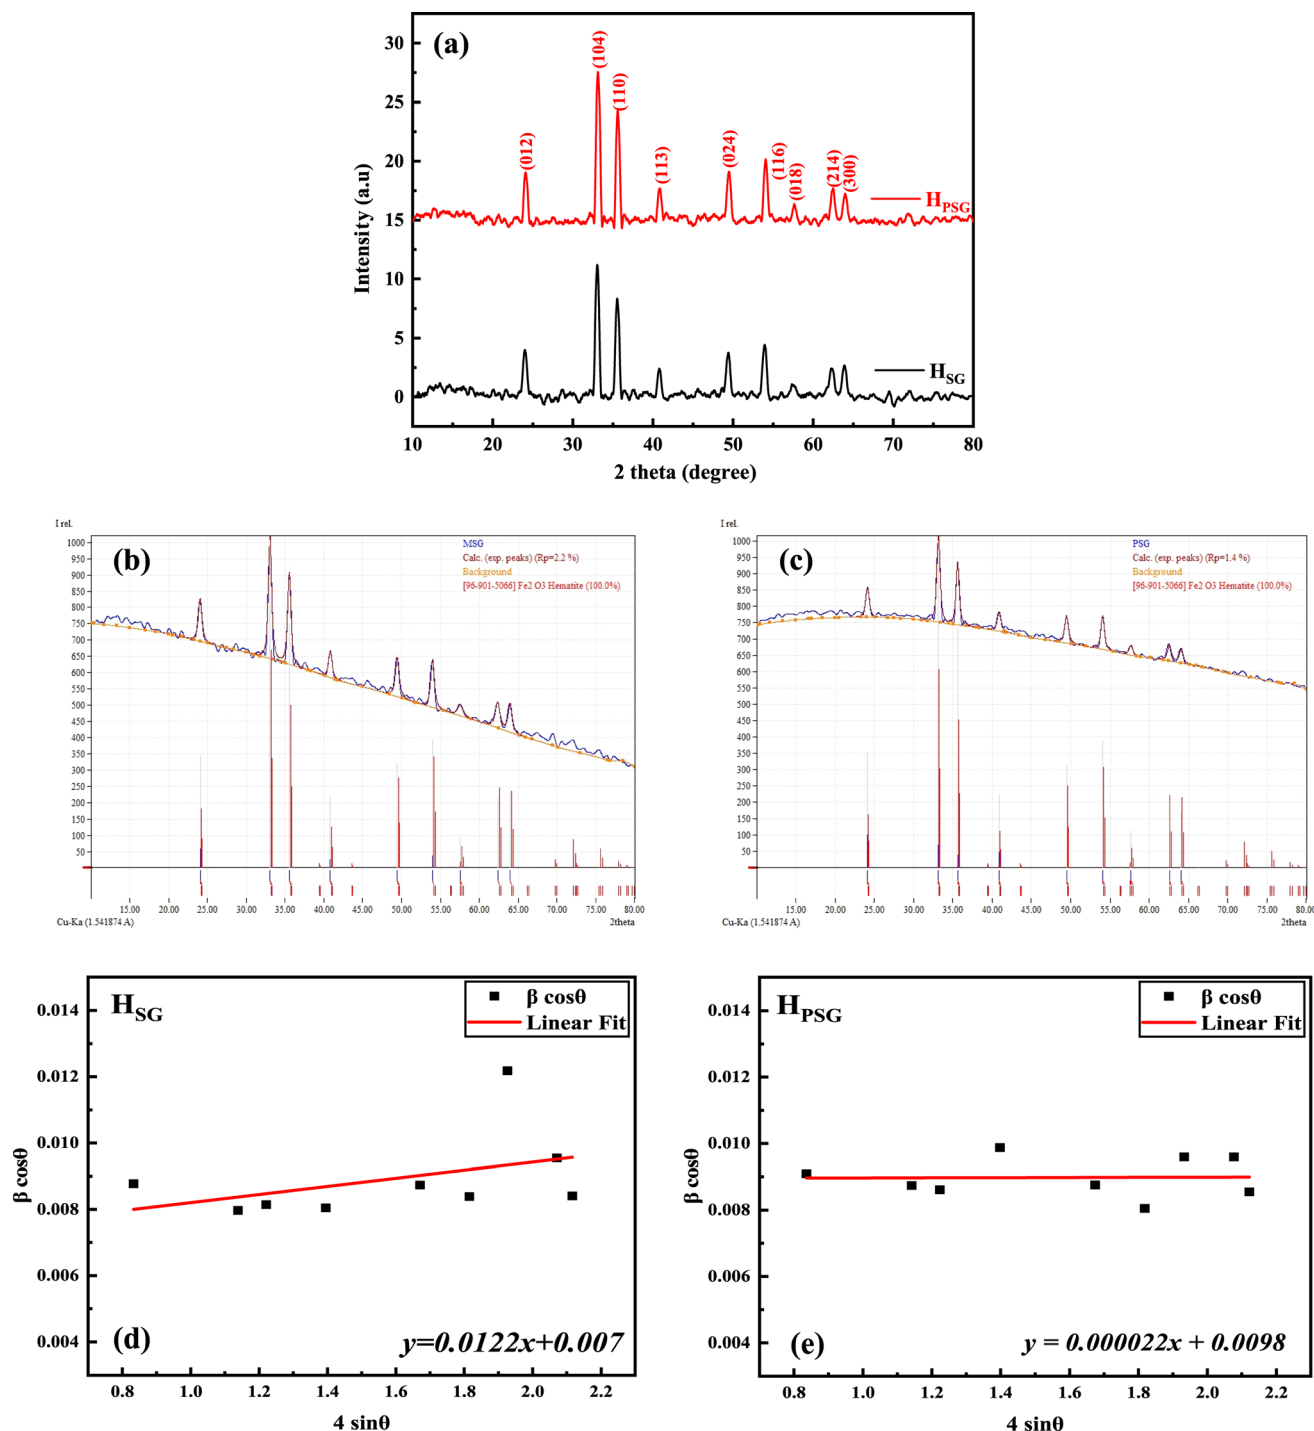 (a)
30
25
20
15
10
5
0
Intensity (a.u)
(012)
(104)
(110)
(113)
(024)
(116)
(018)
(214)
(300)
H_PSG
H_SG
10 20 30 40 50 60 70 80
2 theta (degree)
I rel.
(b)
MSG
Calc. (exp. peaks) (Rp=2.2 %)
Background
[96-901-5066] Fe2 O3 Hematite (100.0%)
1000
950
900
850
800
750
700
650
600
550
500
450
400
350
300
250
200
150
100
50
15.00 20.00 25.00 30.00 35.00 40.00 45.00 50.00 55.00 60.00 65.00 70.00 75.00 80.00
Cu-Ka (1.541874 A) 2theta
I rel.
(c)
PSG
Calc. (exp. peaks) (Rp=1.4 %)
Background
[96-901-5066] Fe2 O3 Hematite (100.0%)
1000
950
900
850
800
750
700
650
600
550
500
450
400
350
300
250
200
150
100
50
15.00 20.00 25.00 30.00 35.00 40.00 45.00 50.00 55.00 60.00 65.00 70.00 75.00 80.00
Cu-Ka (1.541874 A) 2theta
H_SG
β cosθ
Linear Fit
0.014
0.012
0.010
0.008
0.006
0.004
β cosθ
(d)
y=0.0122x+0.007
0.8 1.0 1.2 1.4 1.6 1.8 2.0 2.2
4 sinθ
H_PSG
β cosθ
Linear Fit
0.014
0.012
0.010
0.008
0.006
0.004
β cosθ
(e)
y = 0.000022x + 0.0098
0.8 1.0 1.2 1.4 1.6 1.8 2.0 2.2
4 sinθ